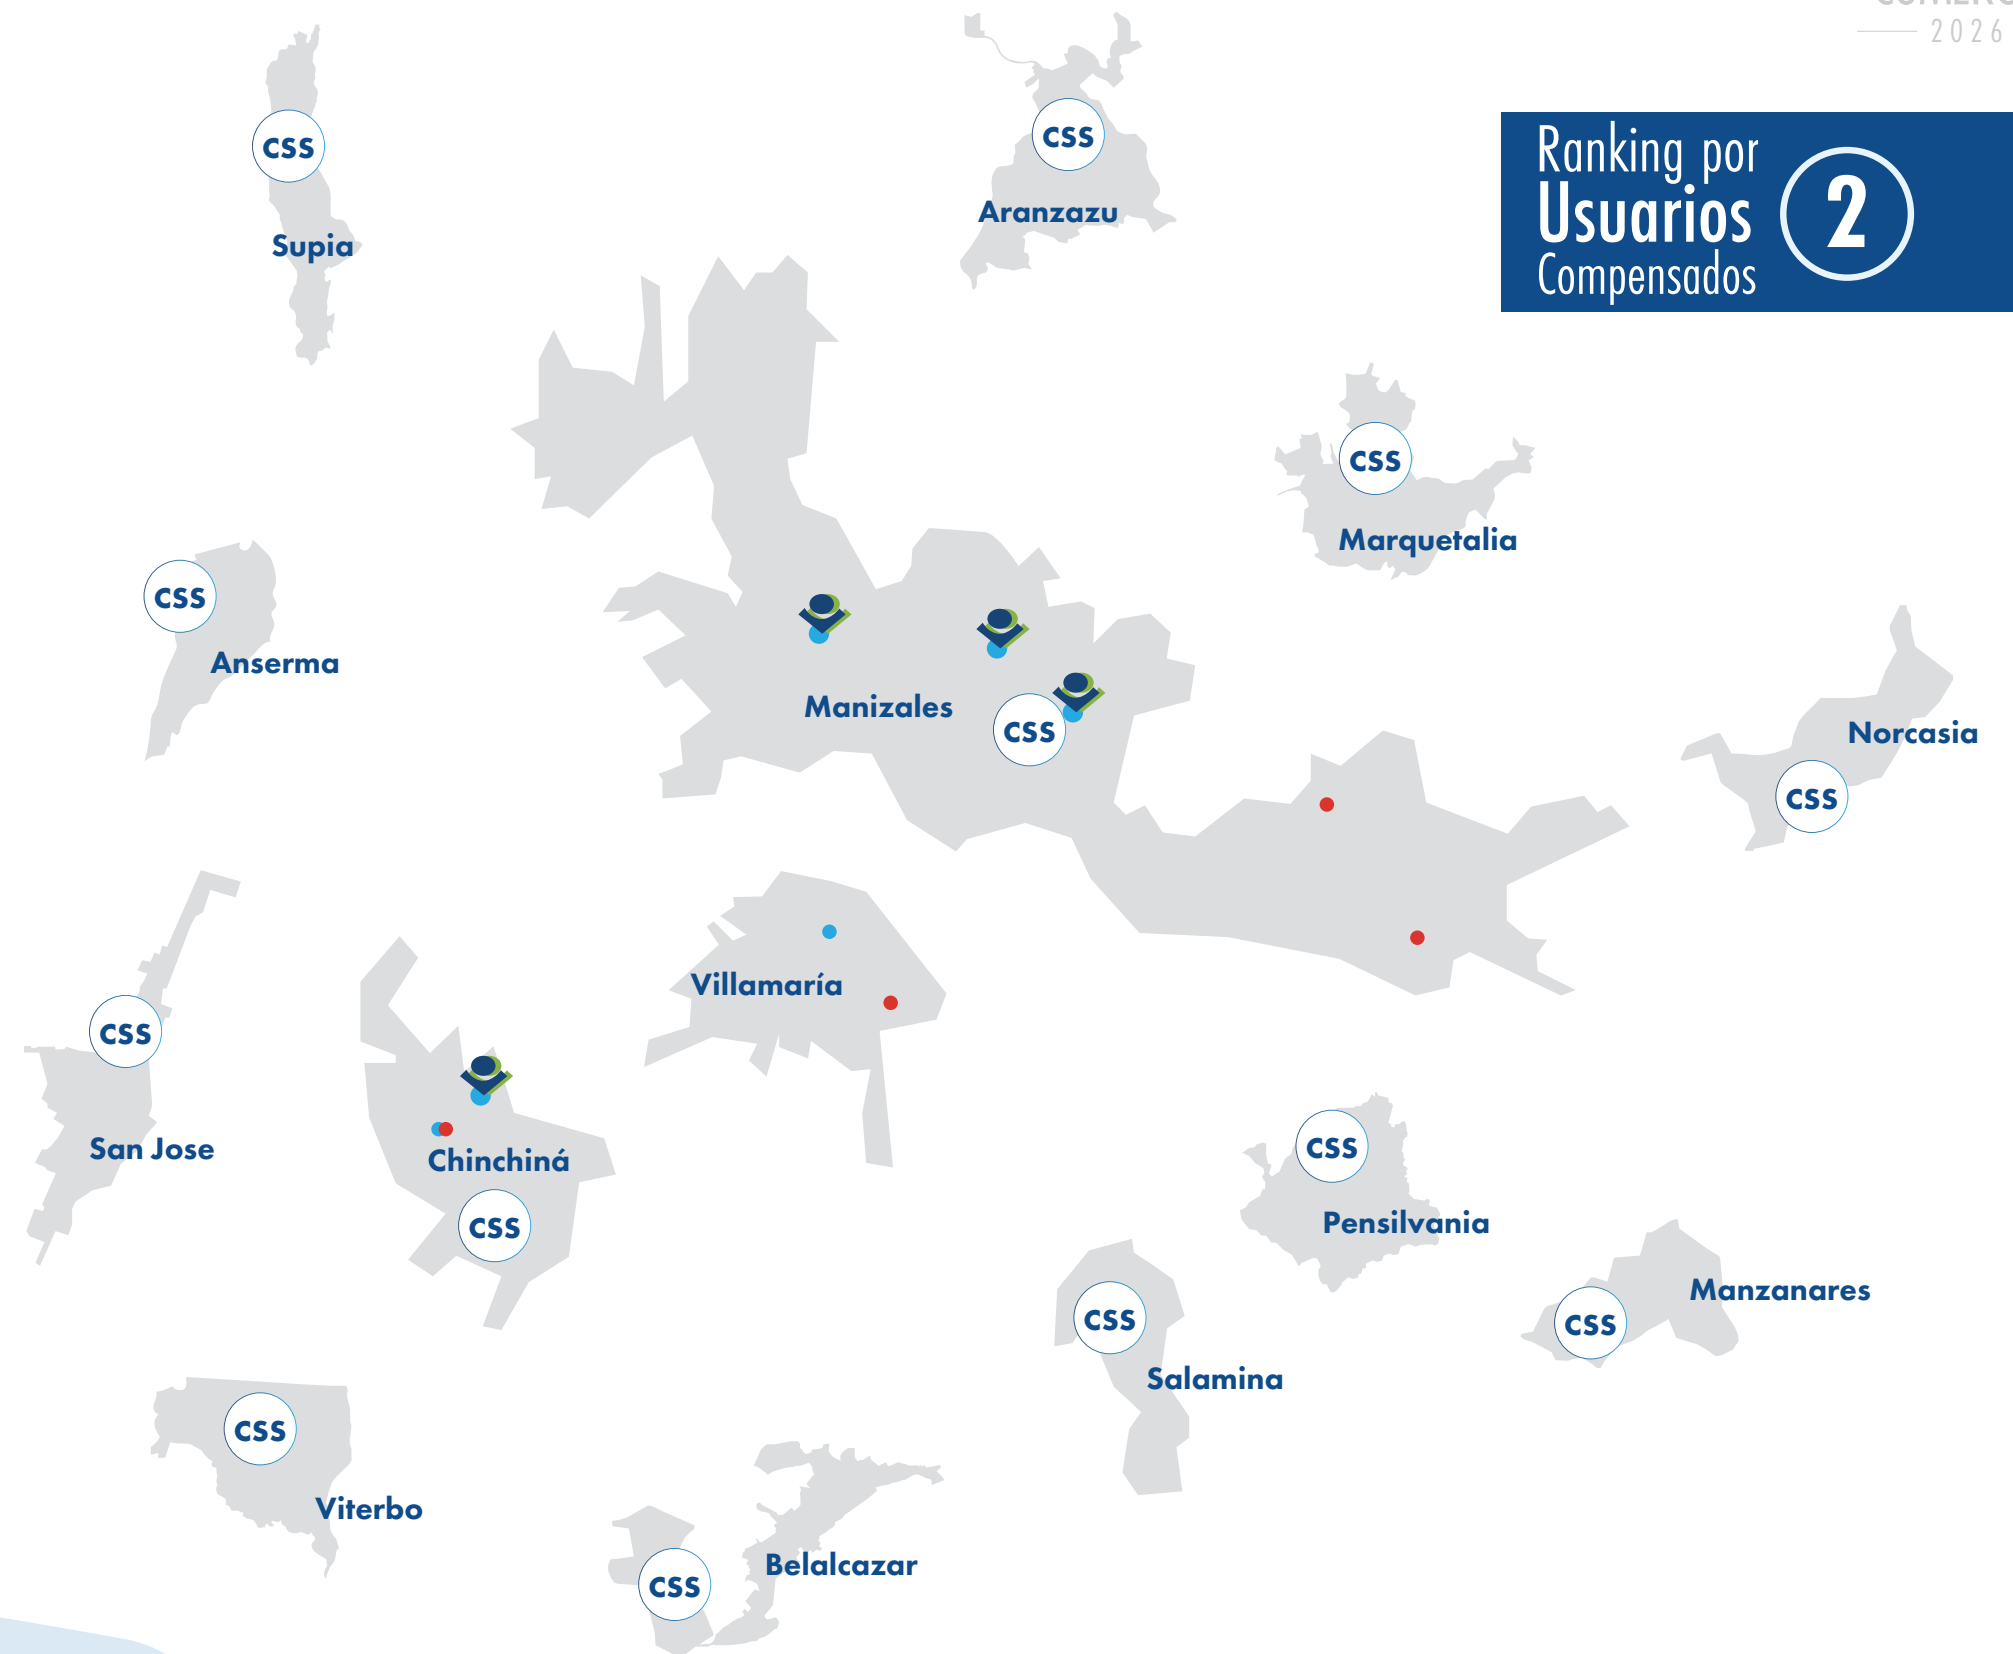 2026
CSS
Supia
CSS
Aranzazu
Ranking por
Usuarios
Compensados
2
CSS
Marquetalia
CSS
Anserma
Manizales
CSS
Norcasia
CSS
Villamaría
CSS
San Jose
Chinchiná
CSS
CSS
Pensilvania
CSS
Salamina
Manzanares
CSS
CSS
Viterbo
Belalcazar
CSS